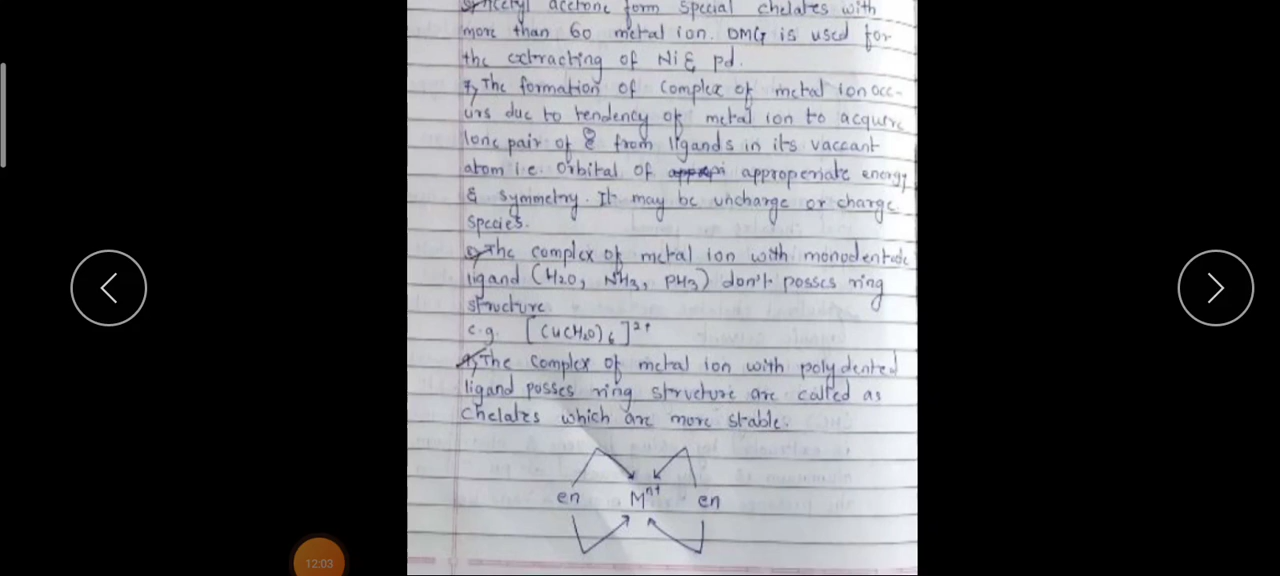 Acetyl acetone form special chelates with
more than 60 metal ion. DMG is used for
the extracting of Ni & pd.
7) The formation of complex of metal ion occ-
urs due to tendency of metal ion to acquire
lone pair of e from ligands in its vaccant
atom i.e. orbital of approperiate energy
& symmetry. It may be uncharge or charge
species.
The complex of metal ion with monodentate
ligand (H2O, NH3, PH3) don't posses ring
structure.
e.g. [Cu(H2O)6]2+
The complex of metal ion with polydented
ligand posses ring structure are called as
chelates which are more stable.
en Mn+ en
12:03